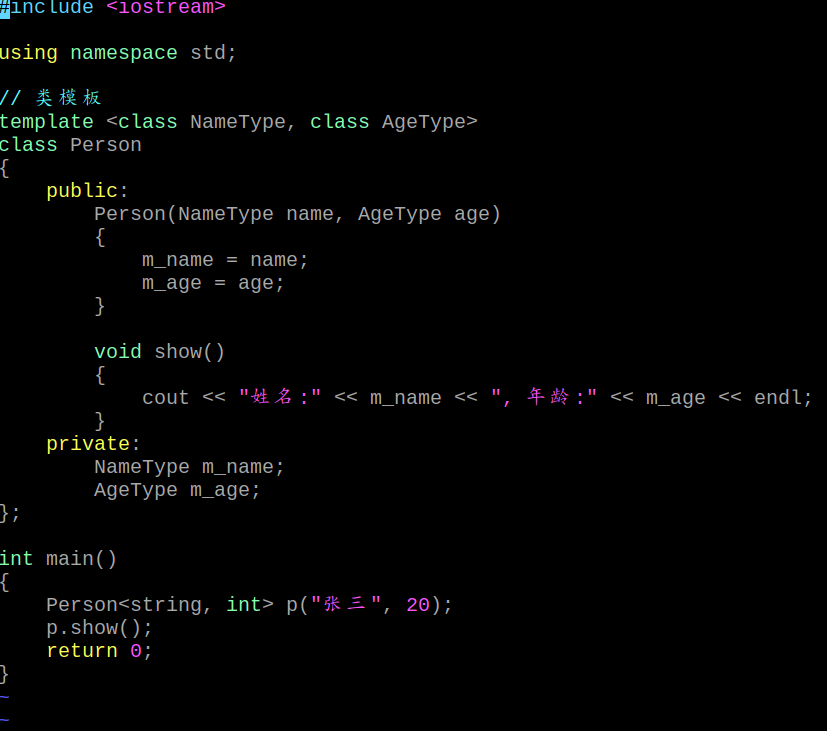 #include <iostream>
using namespace std;
// 类模板
template <class NameType, class AgeType>
class Person
{
    public:
        Person(NameType name, AgeType age)
        {
            m_name = name;
            m_age = age;
        }
        void show()
        {
            cout << "姓名:" << m_name << ", 年龄:" << m_age << endl;
        }
    private:
        NameType m_name;
        AgeType m_age;
};
int main()
{
    Person<string, int> p("张三", 20);
    p.show();
    return 0;
}
~
~